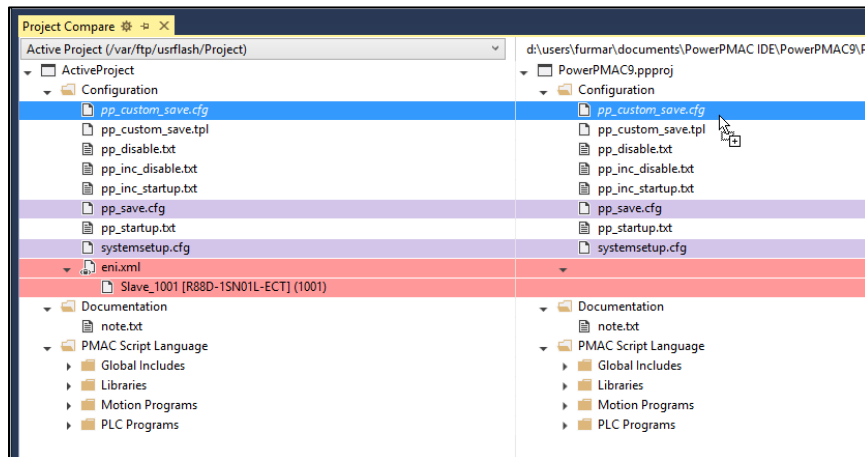 Project Compare
Active Project (/var/ftp/usrflash/Project)
d:\users\furmar\documents\PowerPMAC IDE\PowerPMAC9\P
ActiveProject
PowerPMAC9.ppproj
Configuration
Configuration
pp_custom_save.cfg
pp_custom_save.cfg
pp_custom_save.tpl
pp_custom_save.tpl
pp_disable.txt
pp_disable.txt
pp_inc_disable.txt
pp_inc_disable.txt
pp_inc_startup.txt
pp_inc_startup.txt
pp_save.cfg
pp_save.cfg
pp_startup.txt
pp_startup.txt
systemsetup.cfg
systemsetup.cfg
eni.xml
Slave_1001 [R88D-1SN01L-ECT] (1001)
Documentation
Documentation
note.txt
note.txt
PMAC Script Language
PMAC Script Language
Global Includes
Global Includes
Libraries
Libraries
Motion Programs
Motion Programs
PLC Programs
PLC Programs